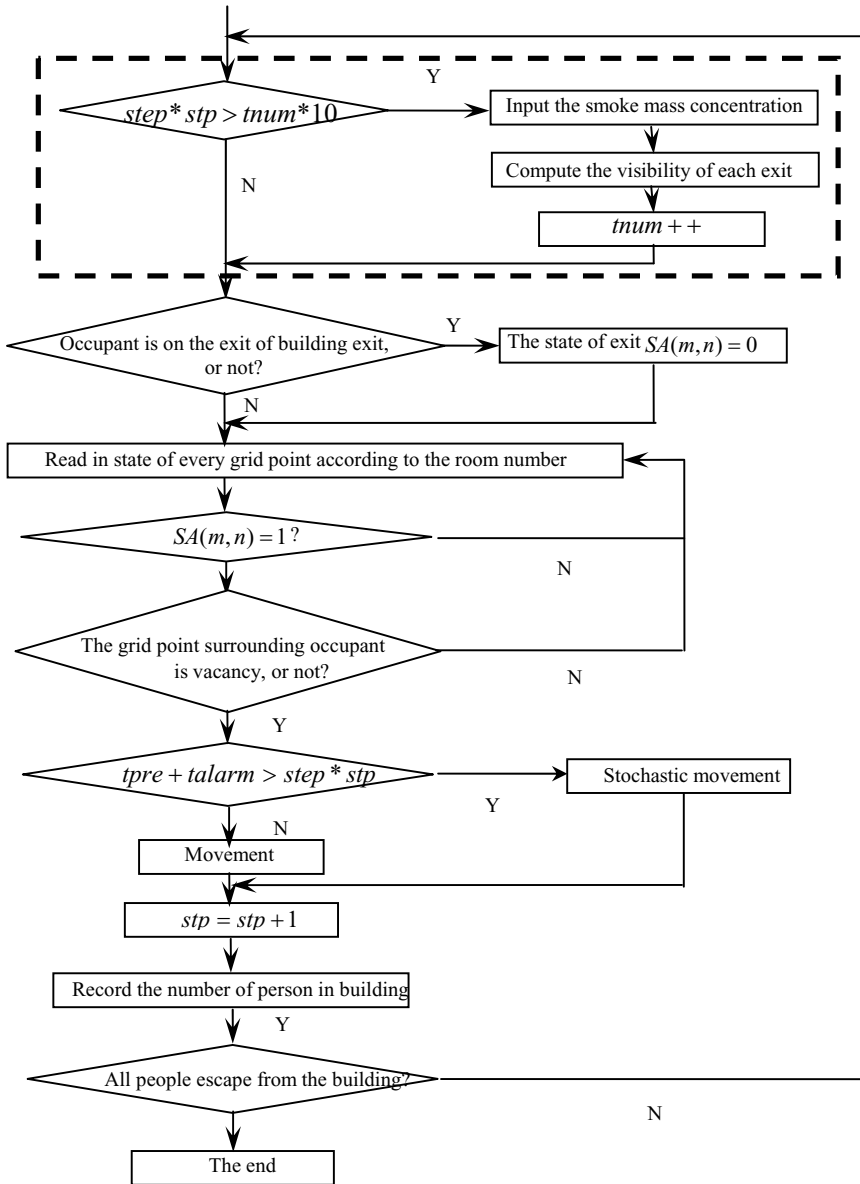 Y
step* stp > tnum*10
Input the smoke mass concentration
Compute the visibility of each exit
N
tnum + +
Occupant is on the exit of building exit,
or not?
Y
The state of exit SA(m, n) = 0
N
Read in state of every grid point according to the room number
SA(m, n) = 1?
N
The grid point surrounding occupant
is vacancy, or not?
N
Y
tpre + talarm > step * stp
Y
Stochastic movement
N
Movement
stp = stp + 1
Record the number of person in building
Y
All people escape from the building?
N
The end